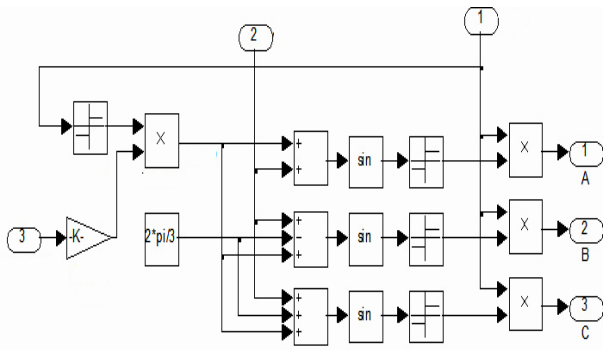 1
2
X
+
+
sin
X
1
A
3
-K-
2*pi/3
+
−
+
sin
X
2
B
+
+
+
sin
X
3
C